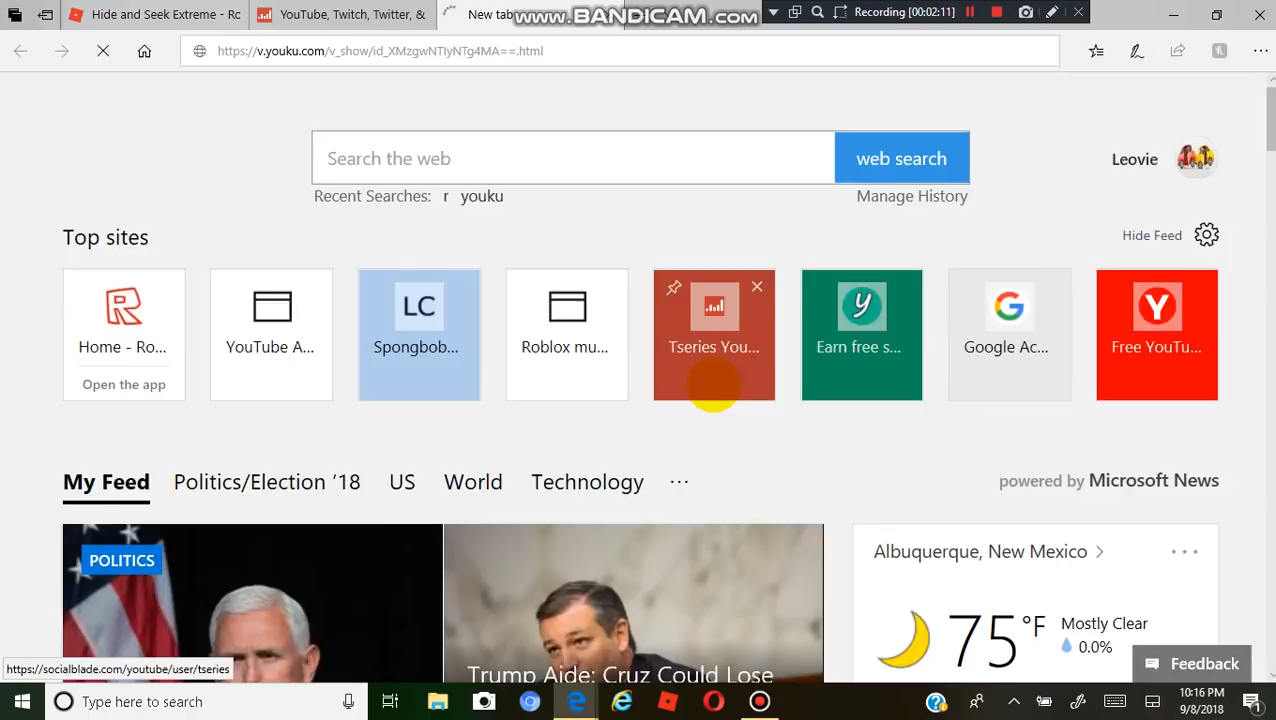 Hide and Seek Extreme - Rc
YouTube, Twitch, Twitter, &
New tab
www.BANDICAM.com
Recording [00:02:11]
https://v.youku.com/v_show/id_XMzgwNTIyNTg4MA==.html
Search the web
web search
Leovie
Recent Searches: r youku
Manage History
Top sites
Hide Feed
Home - Ro...
Open the app
YouTube A...
LC
Spongbob...
Roblox mu...
Tseries You...
y
Earn free s...
G
Google Ac...
Y
Free YouTu...
My Feed
Politics/Election '18
US
World
Technology
...
powered by Microsoft News
POLITICS
Trump Aide: Cruz Could Lose
Albuquerque, New Mexico >
75 °F
Mostly Clear
0.0%
Feedback
https://socialblade.com/youtube/user/tseries
Type here to search
10:16 PM
9/8/2018
1